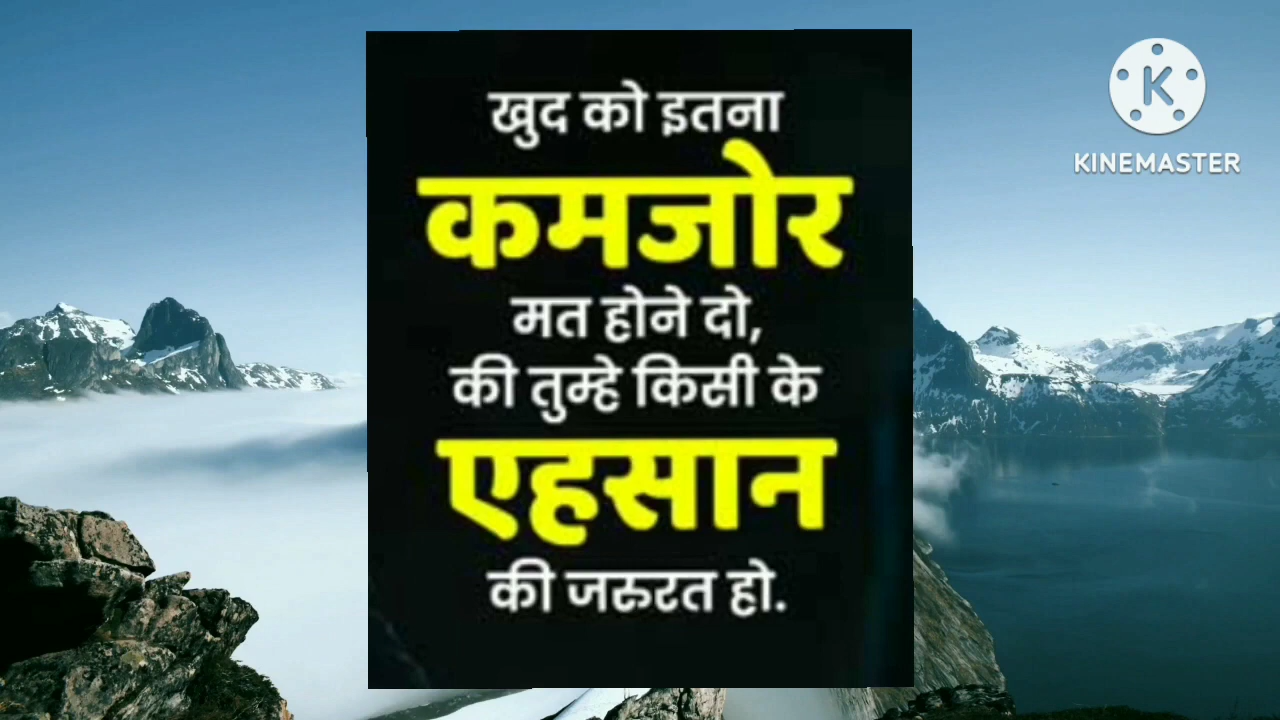 खुद को इतना
कमजोर
मत होने दो,
की तुम्हे किसी के
एहसान
की जरुरत हो.
K
KINEMASTER